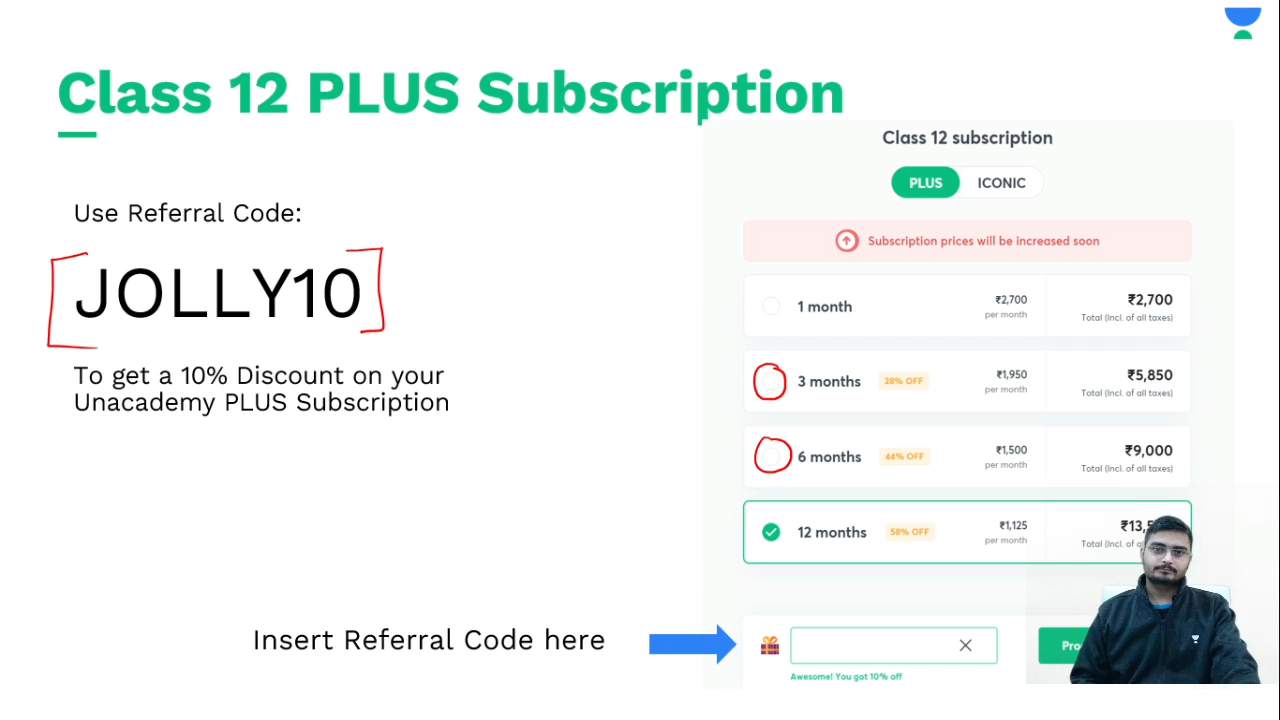 Class 12 PLUS Subscription
Use Referral Code:
JOLLY10
To get a 10% Discount on your
Unacademy PLUS Subscription
Insert Referral Code here
Class 12 subscription
PLUS ICONIC
Subscription prices will be increased soon
1 month ₹2,700 ₹2,700
per month Total (Incl. of all taxes)
3 months 28% OFF ₹1,950 ₹5,850
per month Total (Incl. of all taxes)
6 months 44% OFF ₹1,500 ₹9,000
per month Total (Incl. of all taxes)
12 months 58% OFF ₹1,125
per month Total (Incl. of
Awesome! You got 10% off